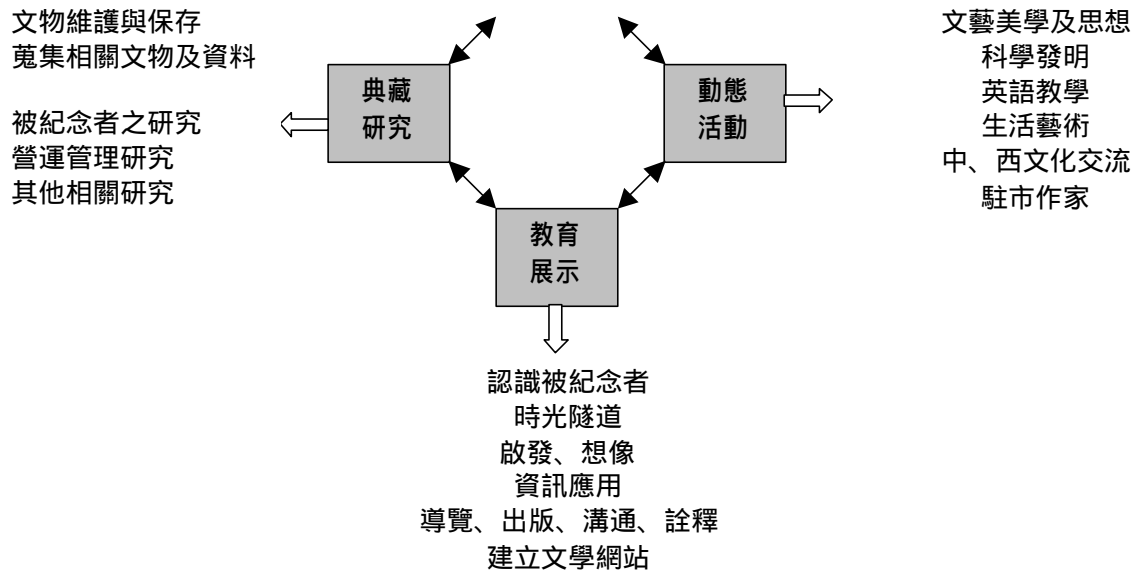 文物維護與保存
蒐集相關文物及資料
被紀念者之研究
營運管理研究
其他相關研究
典藏
研究
動態
活動
文藝美學及思想
科學發明
英語教學
生活藝術
中、西文化交流
駐市作家
教育
展示
認識被紀念者
時光隧道
啟發、想像
資訊應用
導覽、出版、溝通、詮釋
建立文學網站